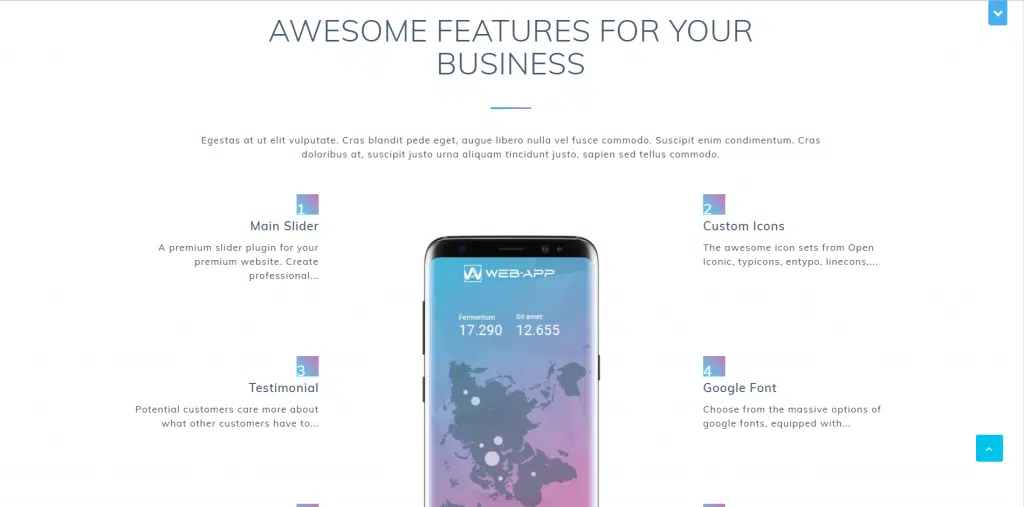 AWESOME FEATURES FOR YOUR
BUSINESS
Egestas at ut elit vulputate. Cras blandit pede eget, augue libero nulla vel fusce commodo. Suscipit enim condimentum. Cras
doloribus at, suscipit justo urna aliquam tincidunt justo, sapien sed tellus commodo.
1
Main Slider
A premium slider plugin for your
premium website. Create
professional...
2
Custom Icons
The awesome icon sets from Open
Iconic, typicons, entypo, linecons,...
WEB-APP
Fermentum
17.290
Sit amet
12.655
3
Testimonial
Potential customers care more about
what other customers have to...
4
Google Font
Choose from the massive options of
google fonts, equipped with...